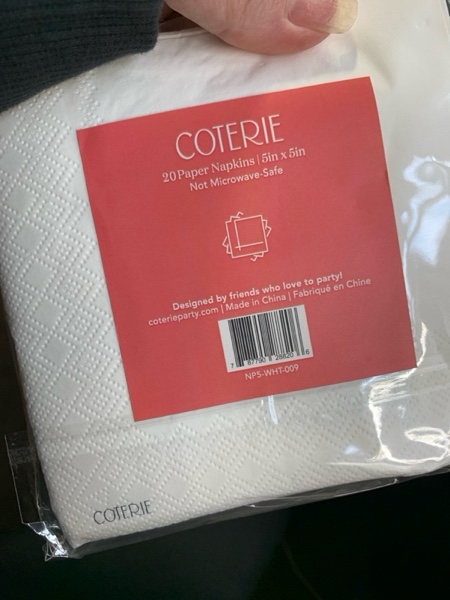 COTERIE
20 Paper Napkins | 5in x 5in
Not Microwave-Safe
Designed by friends who love to party!
coterieparty.com | Made in China | Fabriqué en Chine
NP5-WHT-009
COTERIE